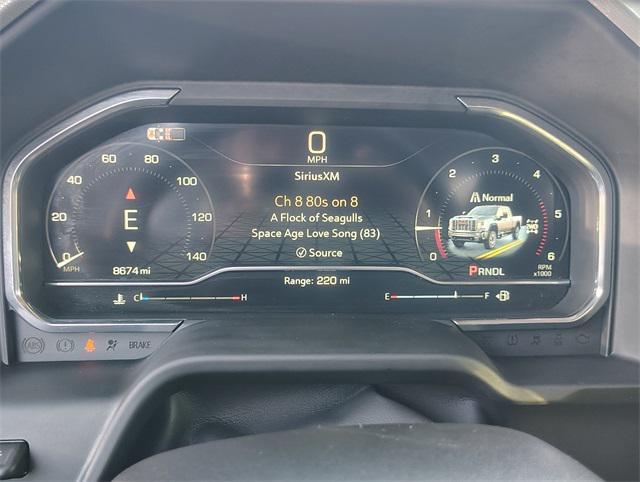 0
MPH
SiriusXM
Ch 8 80s on 8
A Flock of Seagulls
Space Age Love Song (83)
Source
Range: 220 mi
0 20 40 60 80 100 120 140
MPH
E
8674 mi
0 1 2 3 4 5 6
Normal
PRNDL
RPM
x1000
C H
E F
ABS
BRAKE